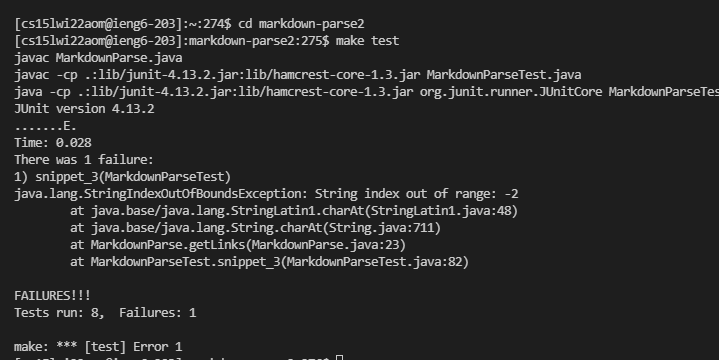 [cs15lwi22aom@ieng6-203]:~:274$ cd markdown-parse2
[cs15lwi22aom@ieng6-203]:markdown-parse2:275$ make test
javac MarkdownParse.java
javac -cp .:lib/junit-4.13.2.jar:lib/hamcrest-core-1.3.jar MarkdownParseTest.java
java -cp .:lib/junit-4.13.2.jar:lib/hamcrest-core-1.3.jar org.junit.runner.JUnitCore MarkdownParseTes
JUnit version 4.13.2
.......E.
Time: 0.028
There was 1 failure:
1) snippet_3(MarkdownParseTest)
java.lang.StringIndexOutOfBoundsException: String index out of range: -2
        at java.base/java.lang.StringLatin1.charAt(StringLatin1.java:48)
        at java.base/java.lang.String.charAt(String.java:711)
        at MarkdownParse.getLinks(MarkdownParse.java:23)
        at MarkdownParseTest.snippet_3(MarkdownParseTest.java:82)

FAILURES!!!
Tests run: 8,  Failures: 1

make: *** [test] Error 1